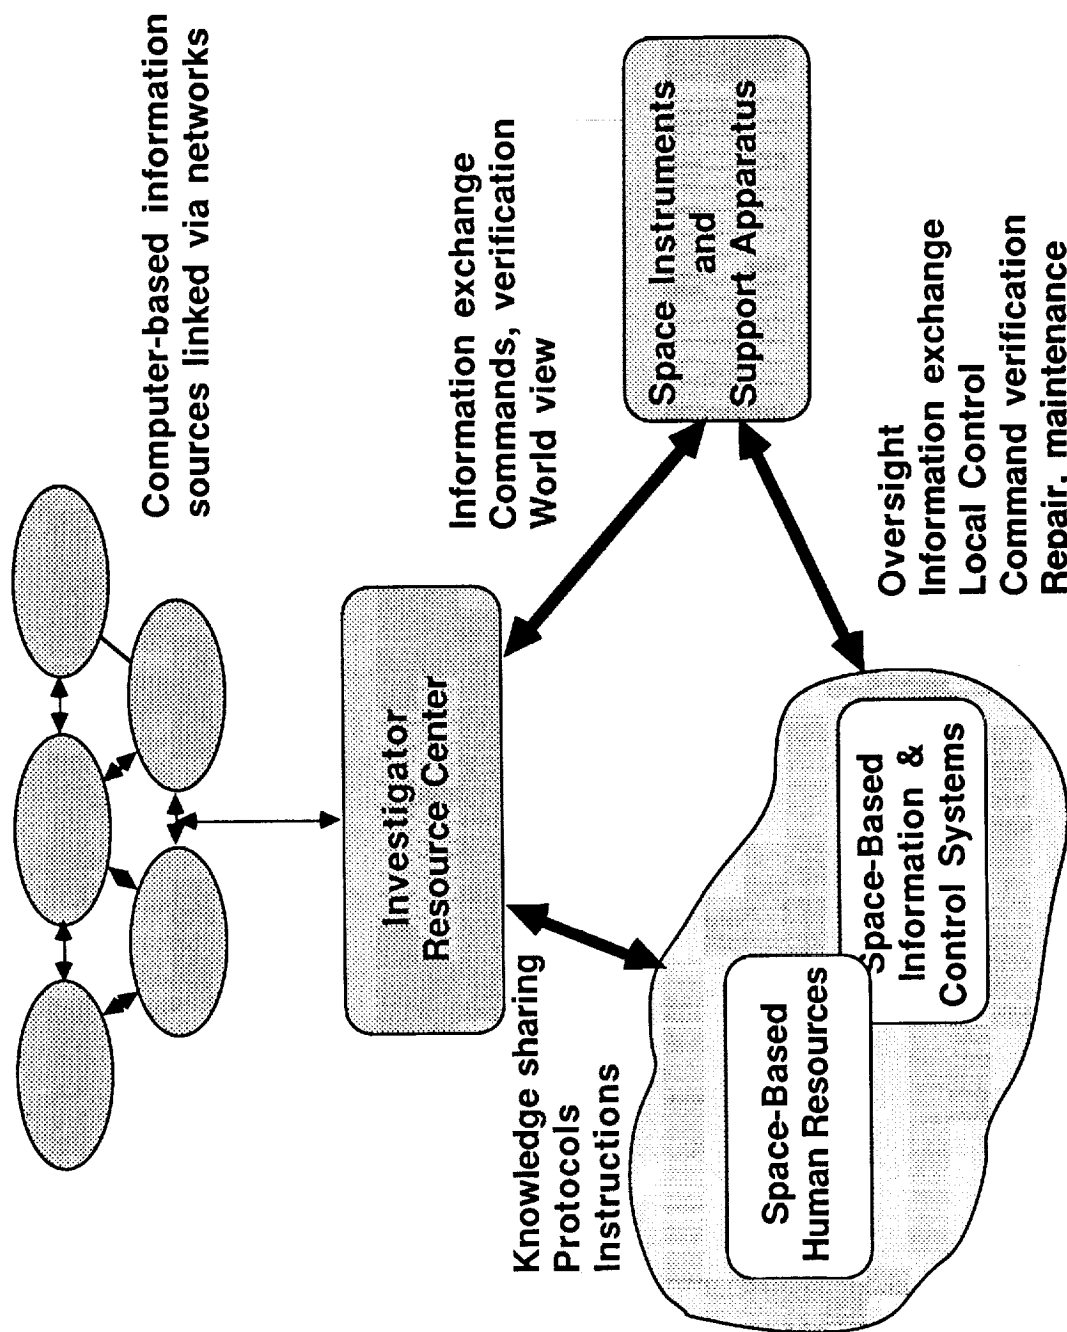 Computer-based information
sources linked via networks
Investigator
Resource Center
Information exchange
Commands, verification
World view
Knowledge sharing
Protocols
Instructions
Space Instruments
and
Support Apparatus
Space-Based
Human Resources
Space-Based
Information &
Control Systems
Oversight
Information exchange
Local Control
Command verification
Repair, maintenance